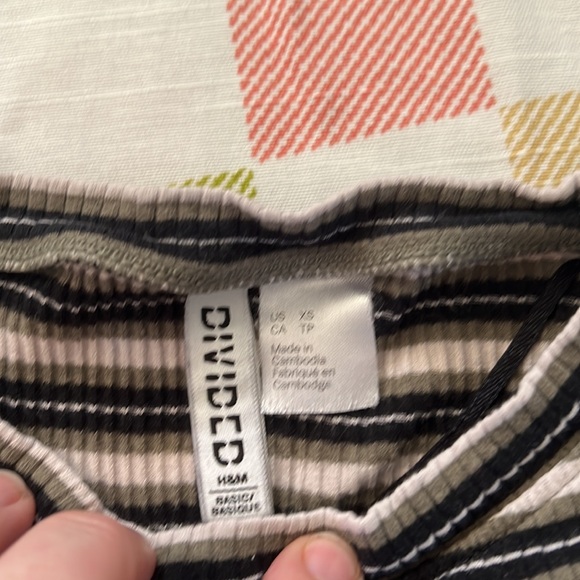 DIVIDED
H&M
BASIC/
BASIQUE
US XS
CA TP
Made in
Cambodia
Fabriqué en
Cambodge